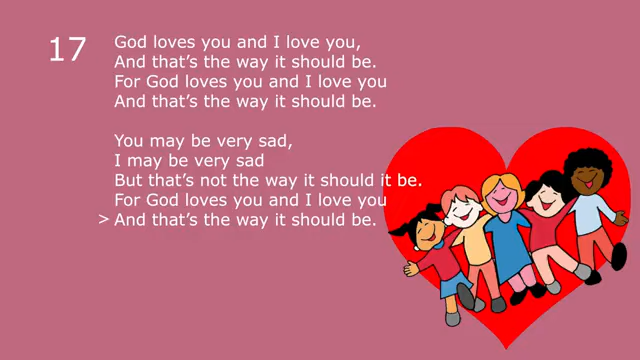 17
God loves you and I love you,
And that's the way it should be.
For God loves you and I love you
And that's the way it should be.
You may be very sad,
I may be very sad
But that's not the way it should it be.
For God loves you and I love you
> And that's the way it should be.